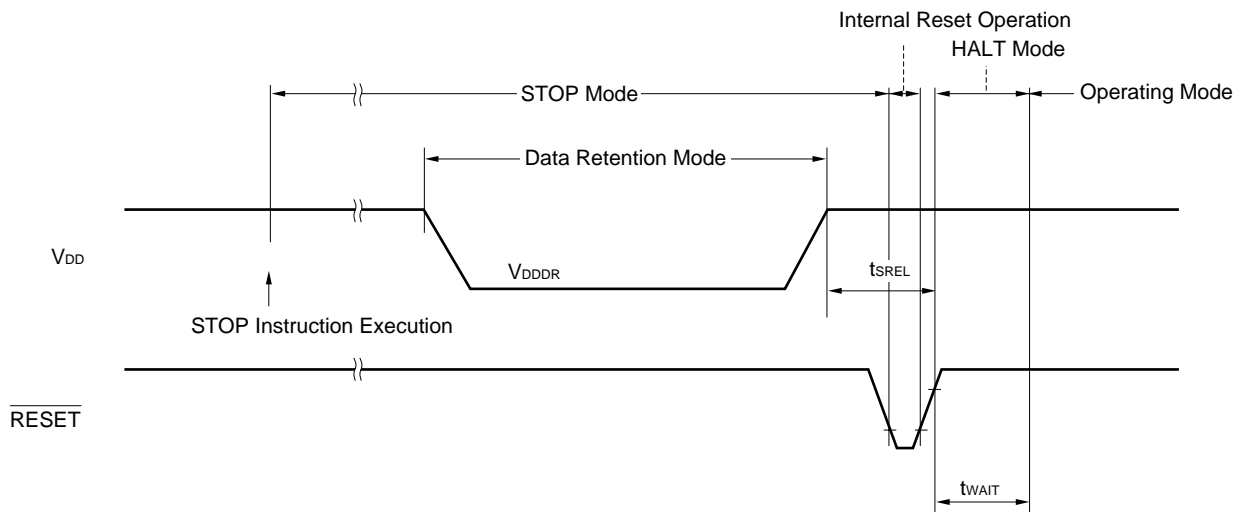 Internal Reset Operation
HALT Mode
STOP Mode
Operating Mode
Data Retention Mode
VDD
VDDDR
tSREL
STOP Instruction Execution
RESET
tWAIT